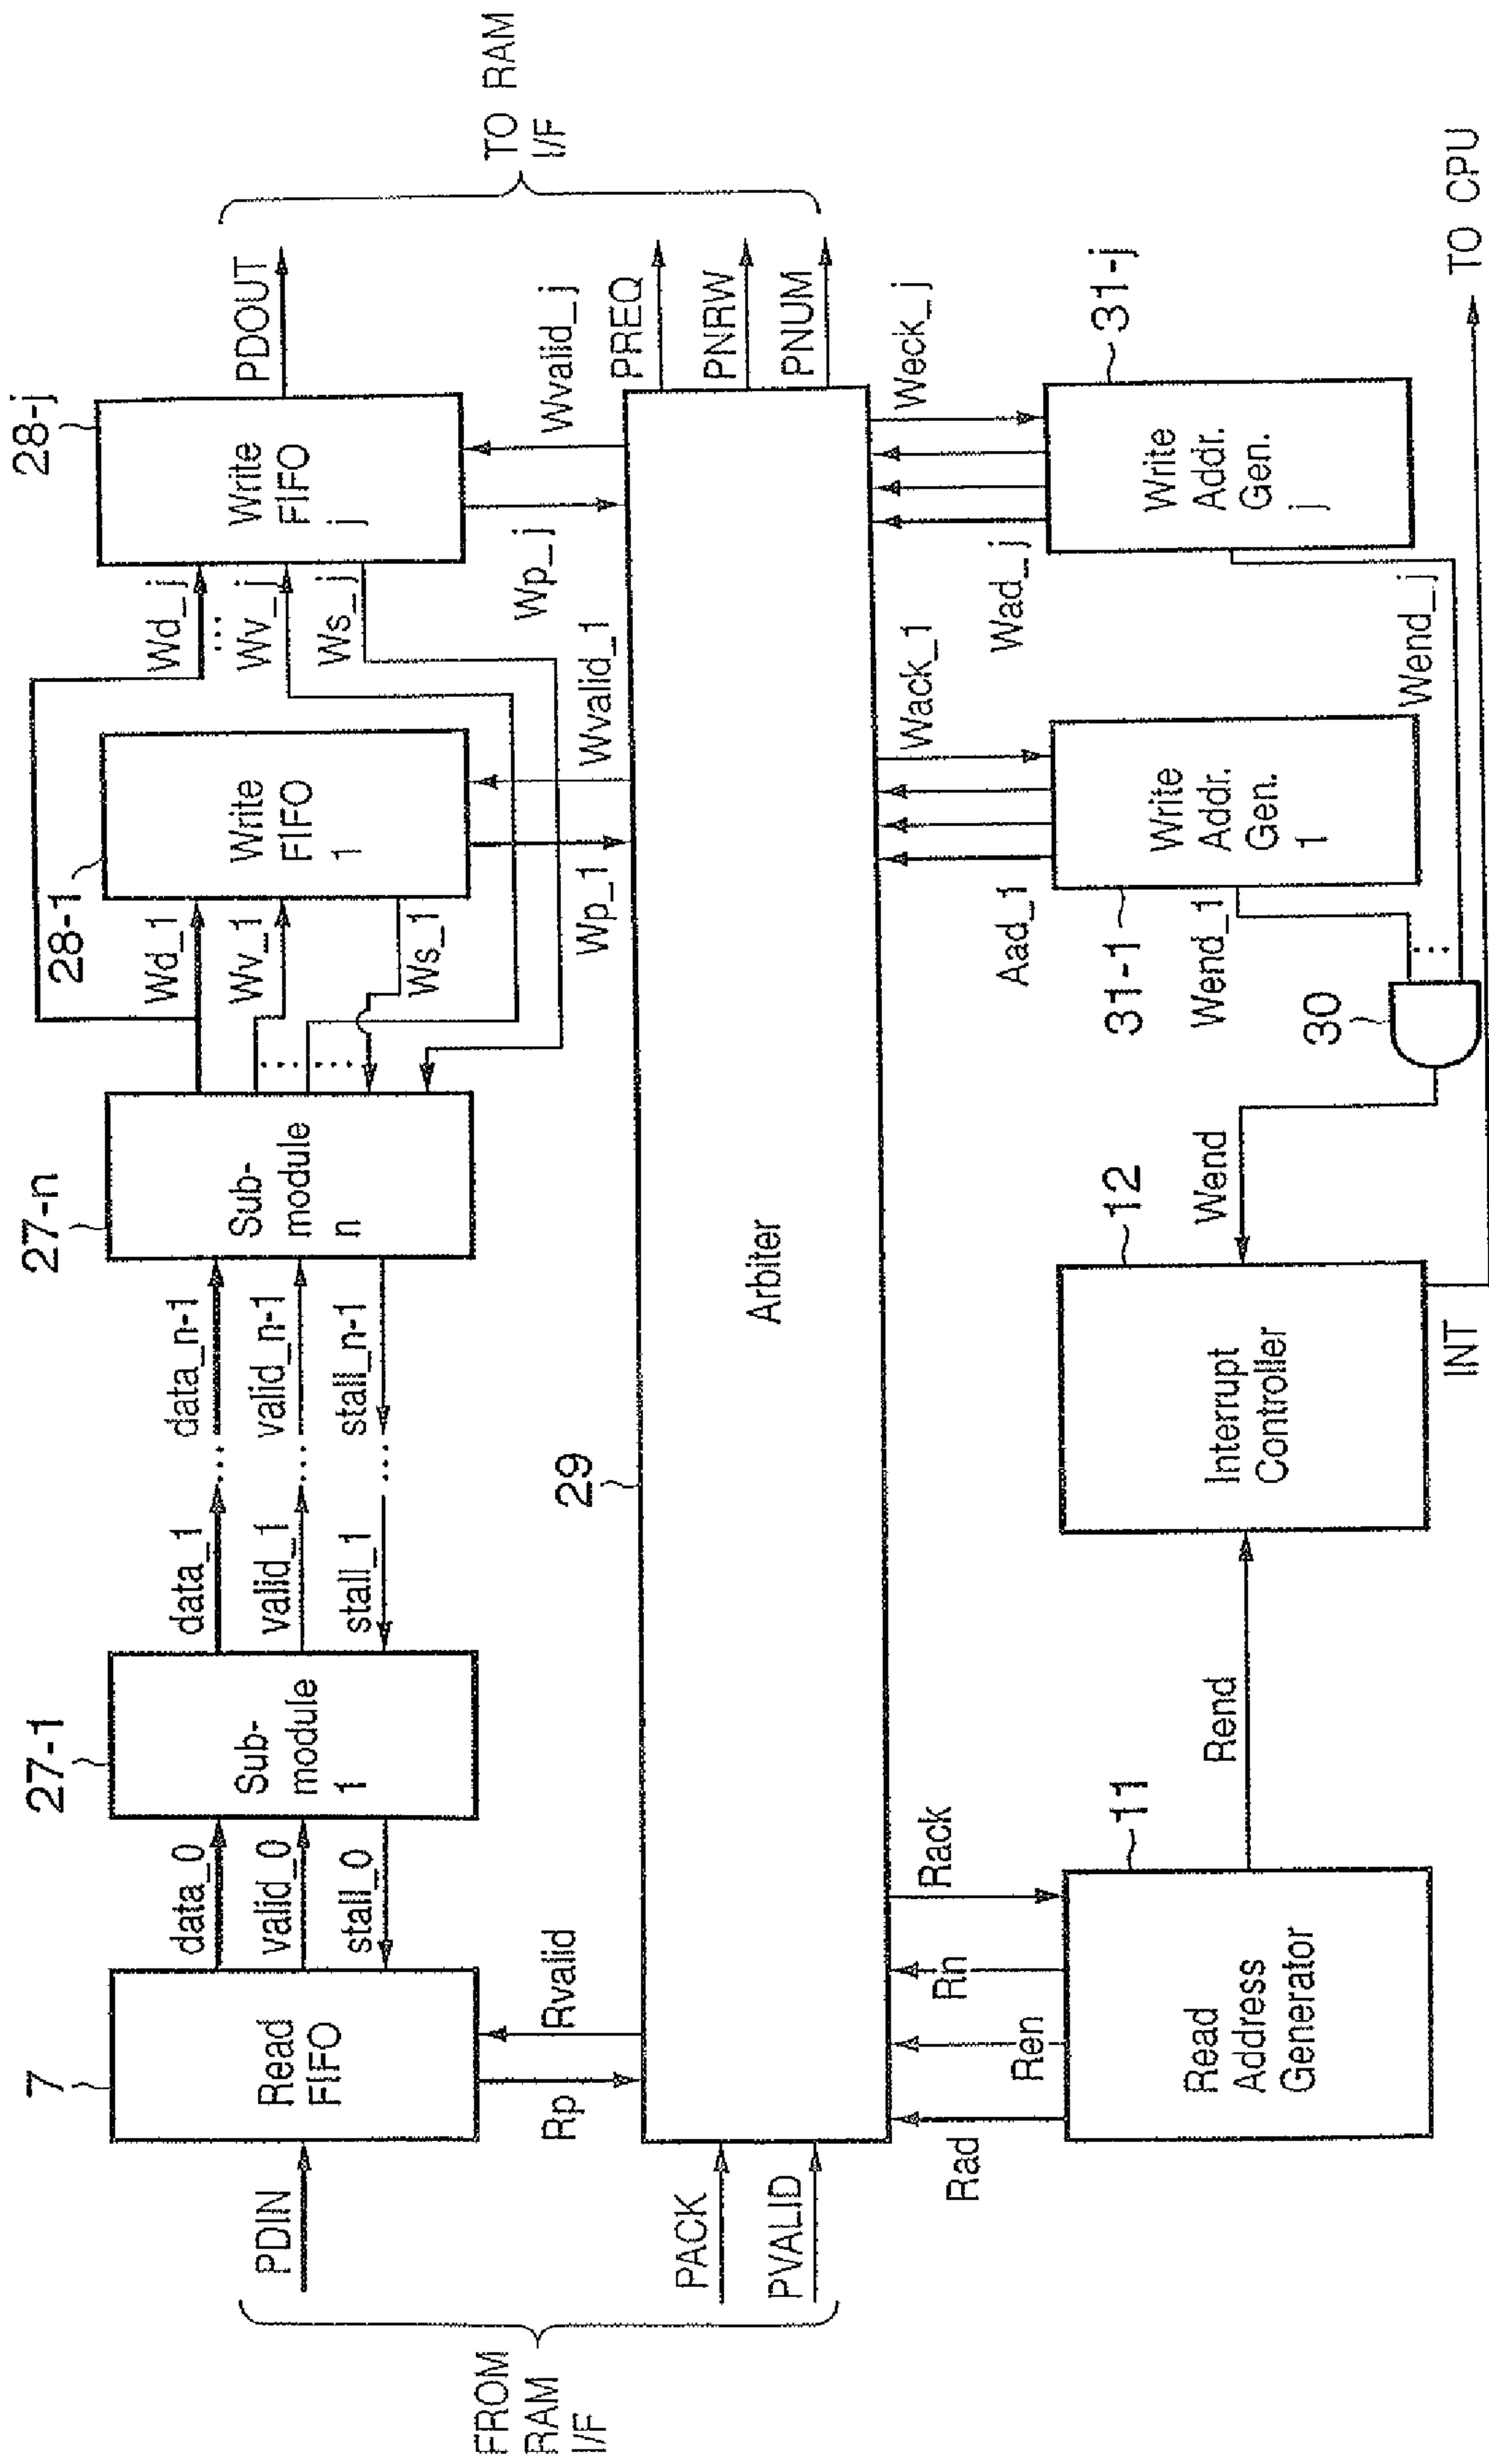 28-j
28-1
27-n
27-1
7
PDOUT
TO RAM
I/F
Write
FIFO
j
Wd_j
...
Wv_j
Ws_j
Write
FIFO
1
Wd_1
Wv_1
Ws_1
Sub-
module
n
data_n-1
valid_n-1
stall_n-1
...
...
...
data_1
valid_1
stall_1
Sub-
module
1
data_0
valid_0
stall_0
Read
FIFO
PDIN
FROM
RAM
I/F
Rp
Rvalid
Wp_1
Wvalid_1
Wp_j
Wvalid_j
PREQ
PNRW
PNUM
29
Arbiter
PACK
PVALID
Rad
Ren
Rn
Rack
Aad_1
Wack_1
Wad_j
Weck_j
11
Read
Address
Generator
Rend
12
Interrupt
Controller
Wend
INT
30
31-1
Write
Addr.
Gen.
1
Wend_1
...
31-j
Write
Addr.
Gen.
j
Wend_j
TO CPU